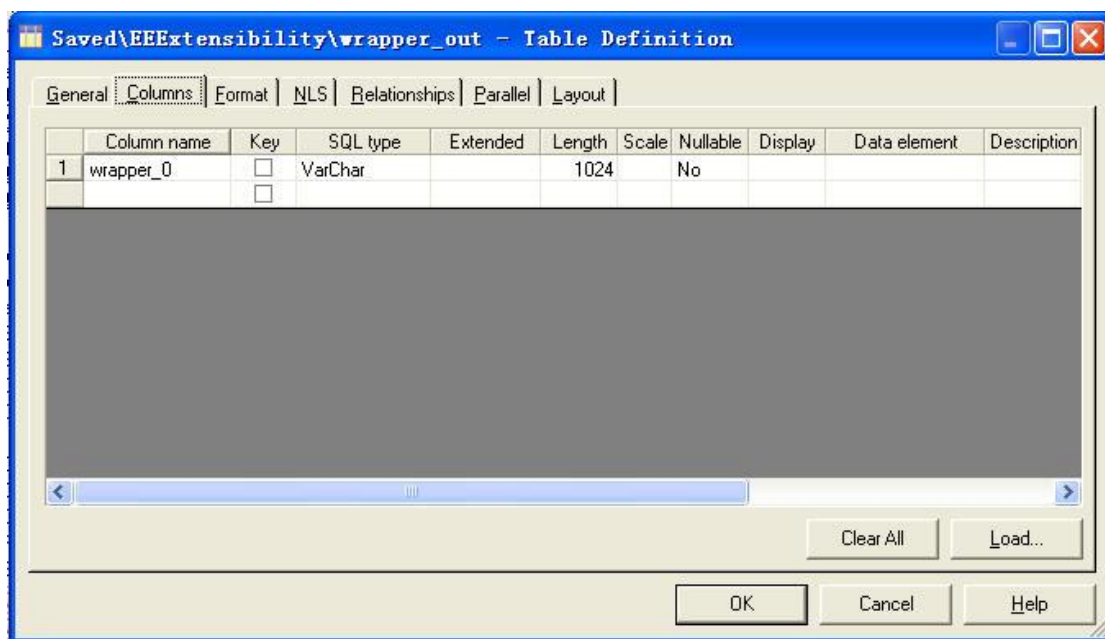 Saved\EEExtensibility\wrapper_out - Table Definition
General Columns Format NLS Relationships Parallel Layout
Column name Key SQL type Extended Length Scale Nullable Display Data element Description
1 wrapper_0 VarChar 1024 No
Clear All Load...
OK Cancel Help